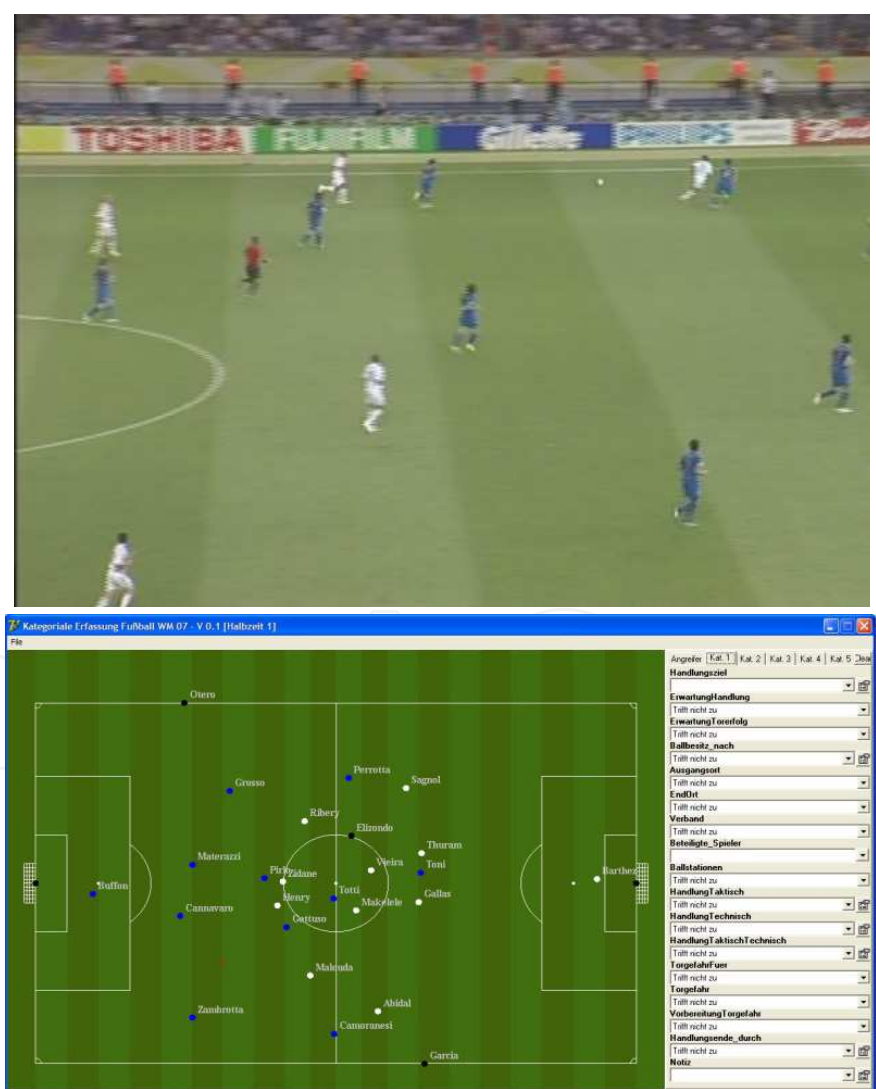 TOSHIBA FUJIFILM Gillette PHILIPS
Kategoriale Erfassung Fußball WM 07 - V 0.1 [Halbzeit 1]
File
Otero
Grosso
Perrotta
Sagnol
Ribery
Elizondo
Materazzi
Thuram
Vieira
Toni
Pirlo
Zidane
Barthez
Buffon
Totti
Henry
Makelele
Gallas
Cannavaro
Gattuso
Malouda
Zambrotta
Abidal
Camoranesi
Garcia
Angreifer Kat. 1 Kat. 2 Kat. 3 Kat. 4 Kat. 5
Handlungsziel
ErwartungHandlung
Trifft nicht zu
ErwartungTorerfolg
Trifft nicht zu
Ballbesitz_nach
Trifft nicht zu
Ausgangsort
Trifft nicht zu
EndOrt
Trifft nicht zu
Verband
Trifft nicht zu
Beteiligte_Spieler
Ballstationen
Trifft nicht zu
HandlungTaktisch
Trifft nicht zu
HandlungTechnisch
Trifft nicht zu
HandlungTaktischTechnisch
Trifft nicht zu
TorgefahrFuer
Trifft nicht zu
Torgefahr
Trifft nicht zu
VorbereitungTorgefahr
Trifft nicht zu
Handlungsende_durch
Trifft nicht zu
Notiz